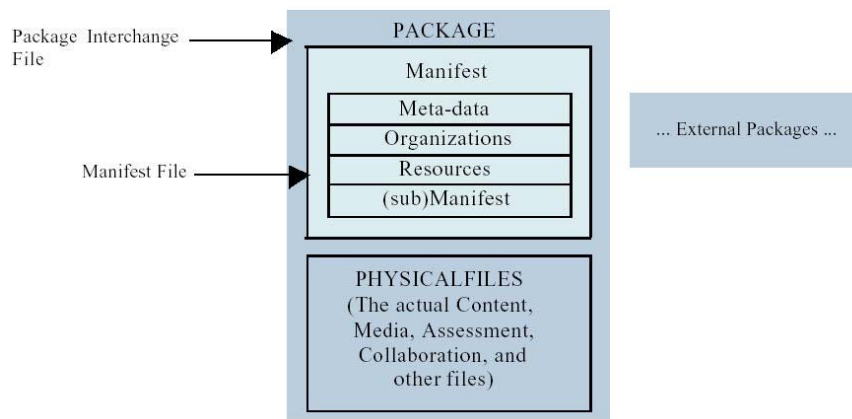 Package Interchange
File
PACKAGE
Manifest
Meta-data
Organizations
Manifest File
Resources
(sub)Manifest
... External Packages ...
PHYSICALFILES
(The actual Content,
Media, Assessment,
Collaboration, and
other files)